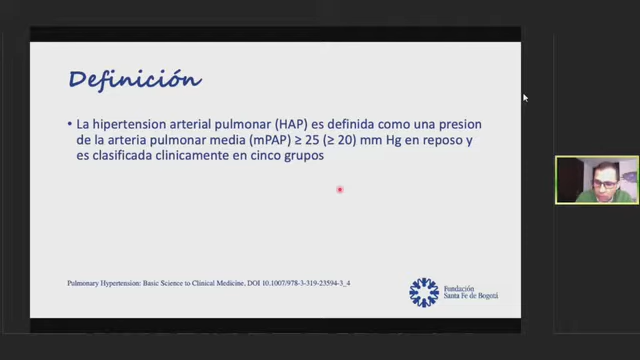 Definición
• La hipertension arterial pulmonar (HAP) es definida como una presion
de la arteria pulmonar media (mPAP) ≥ 25 (≥ 20) mm Hg en reposo y
es clasificada clinicamente en cinco grupos
Pulmonary Hypertension: Basic Science to Clinical Medicine. DOI 10.1007/978-3-319-23594-3_4
Fundación
Santa Fe de Bogotá